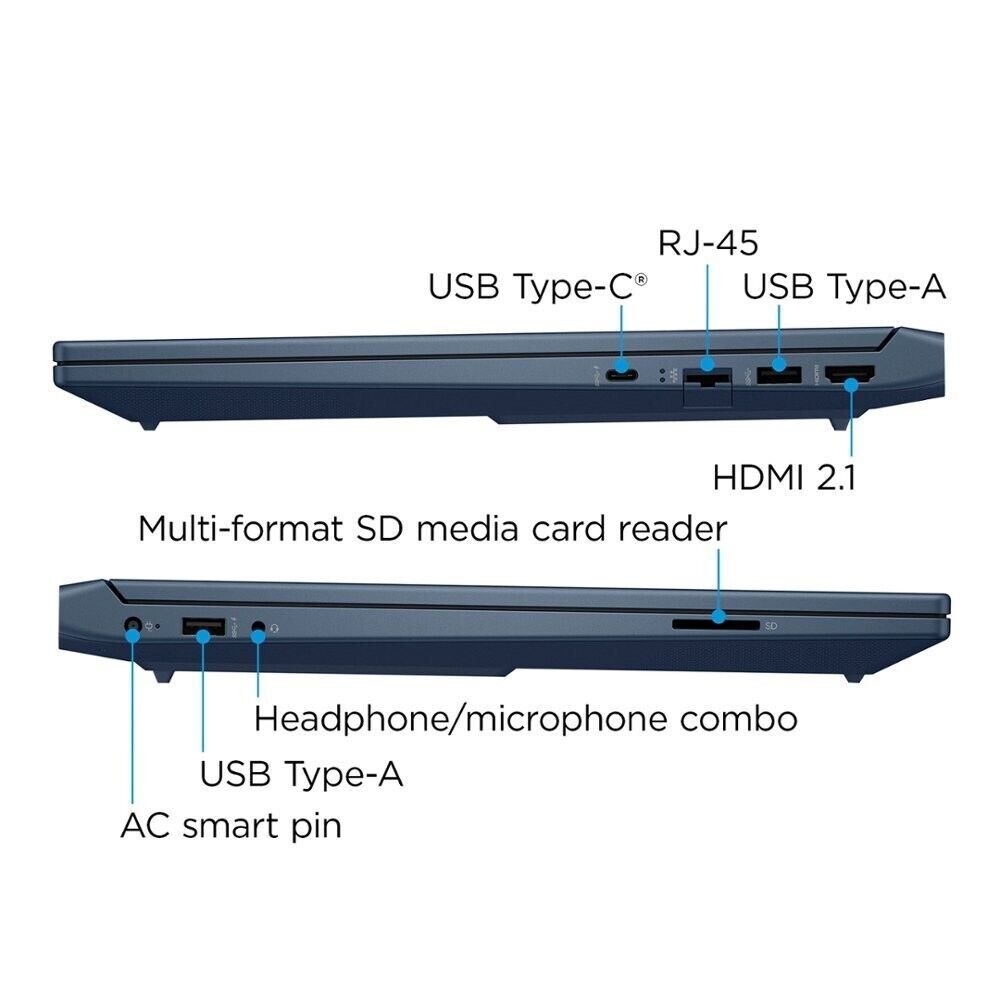 RJ-45
USB Type-C®
USB Type-A
HDMI
HDMI 2.1
Multi-format SD media card reader
SD
Headphone/microphone combo
USB Type-A
AC smart pin